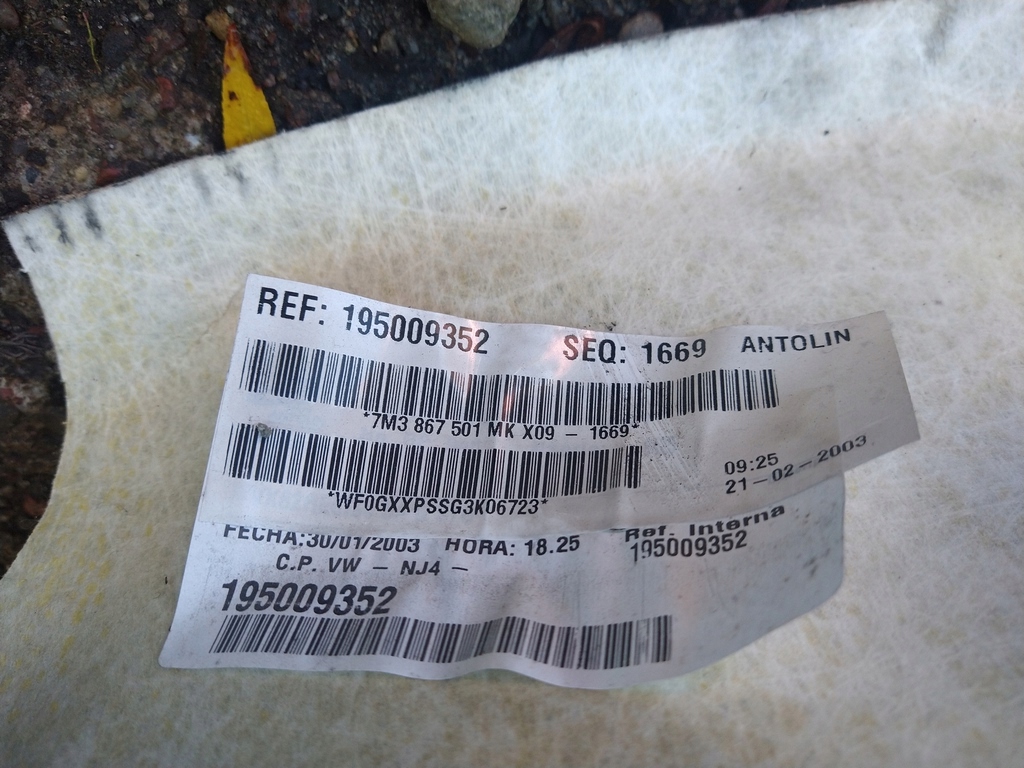 REF: 195009352 SEQ: 1669 ANTOLIN
*7M3 867 501 MK X09 – 1669*
09:25
21–02–2003
*WF0GXXPSSG3K06723*
FECHA:30/01/2003 HORA: 18.25 Ref. Interna
195009352
C.P. VW – NJ4 –
195009352